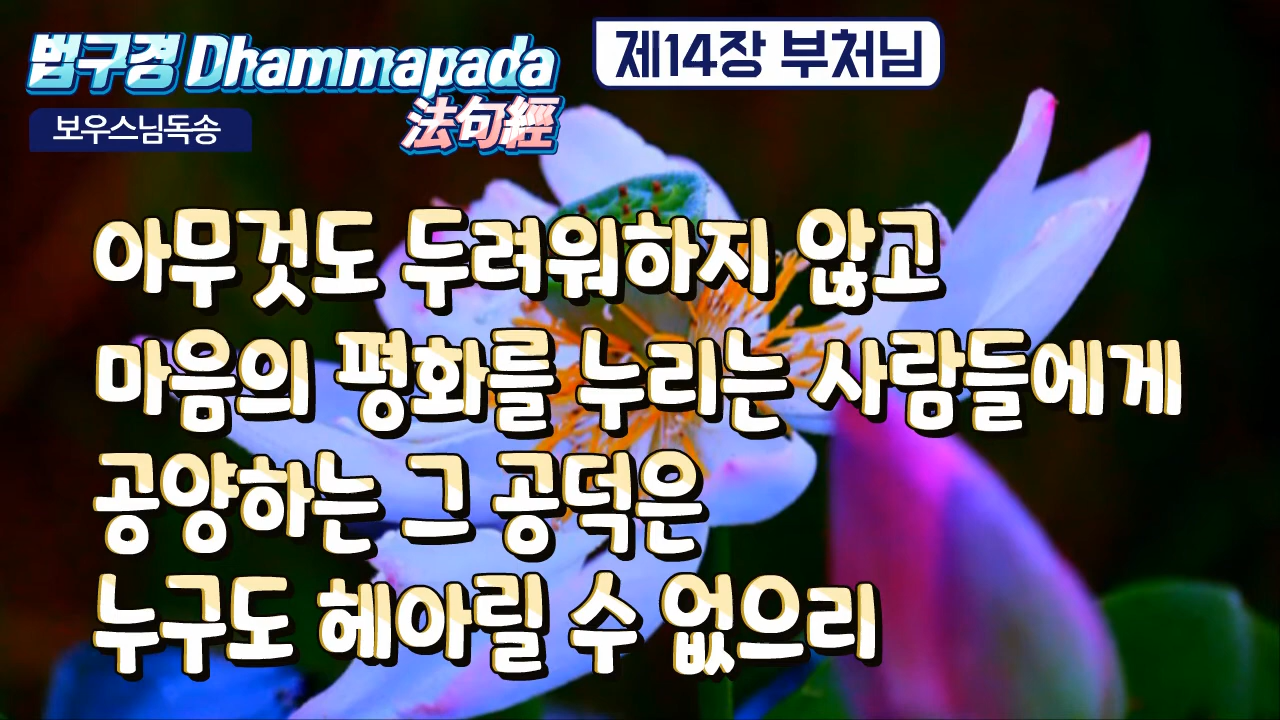 법구경 Dhammapada
法句經
제14장 부처님
보우스님독송
아무것도 두려워하지 않고
마음의 평화를 누리는 사람들에게
공양하는 그 공덕은
누구도 헤아릴 수 없으리